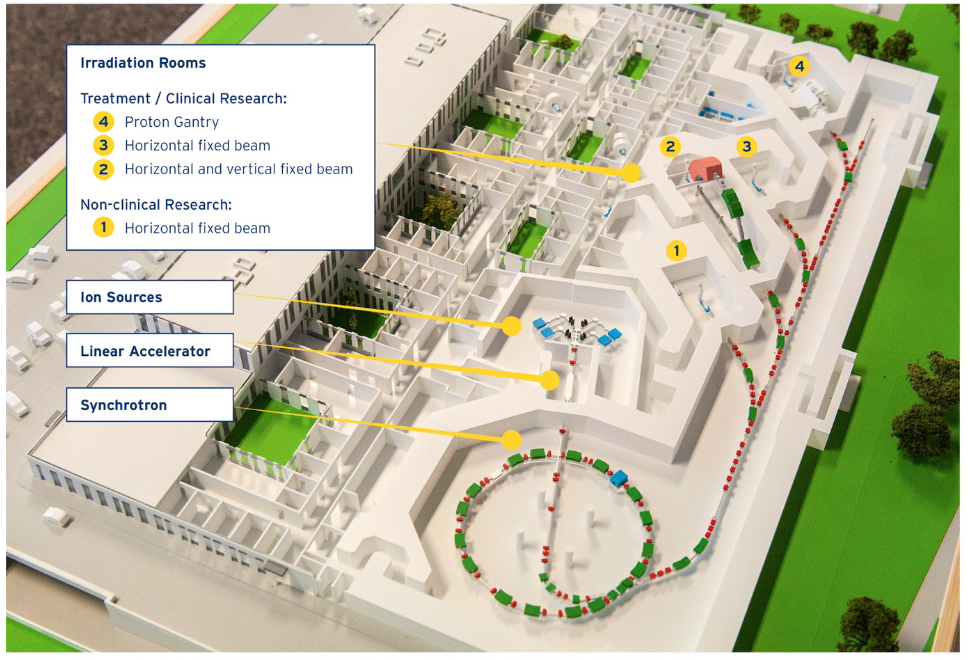 Irradiation Rooms
Treatment / Clinical Research:
4 Proton Gantry
3 Horizontal fixed beam
2 Horizontal and vertical fixed beam
Non-clinical Research:
1 Horizontal fixed beam
Ion Sources
Linear Accelerator
Synchrotron
4
2
3
1